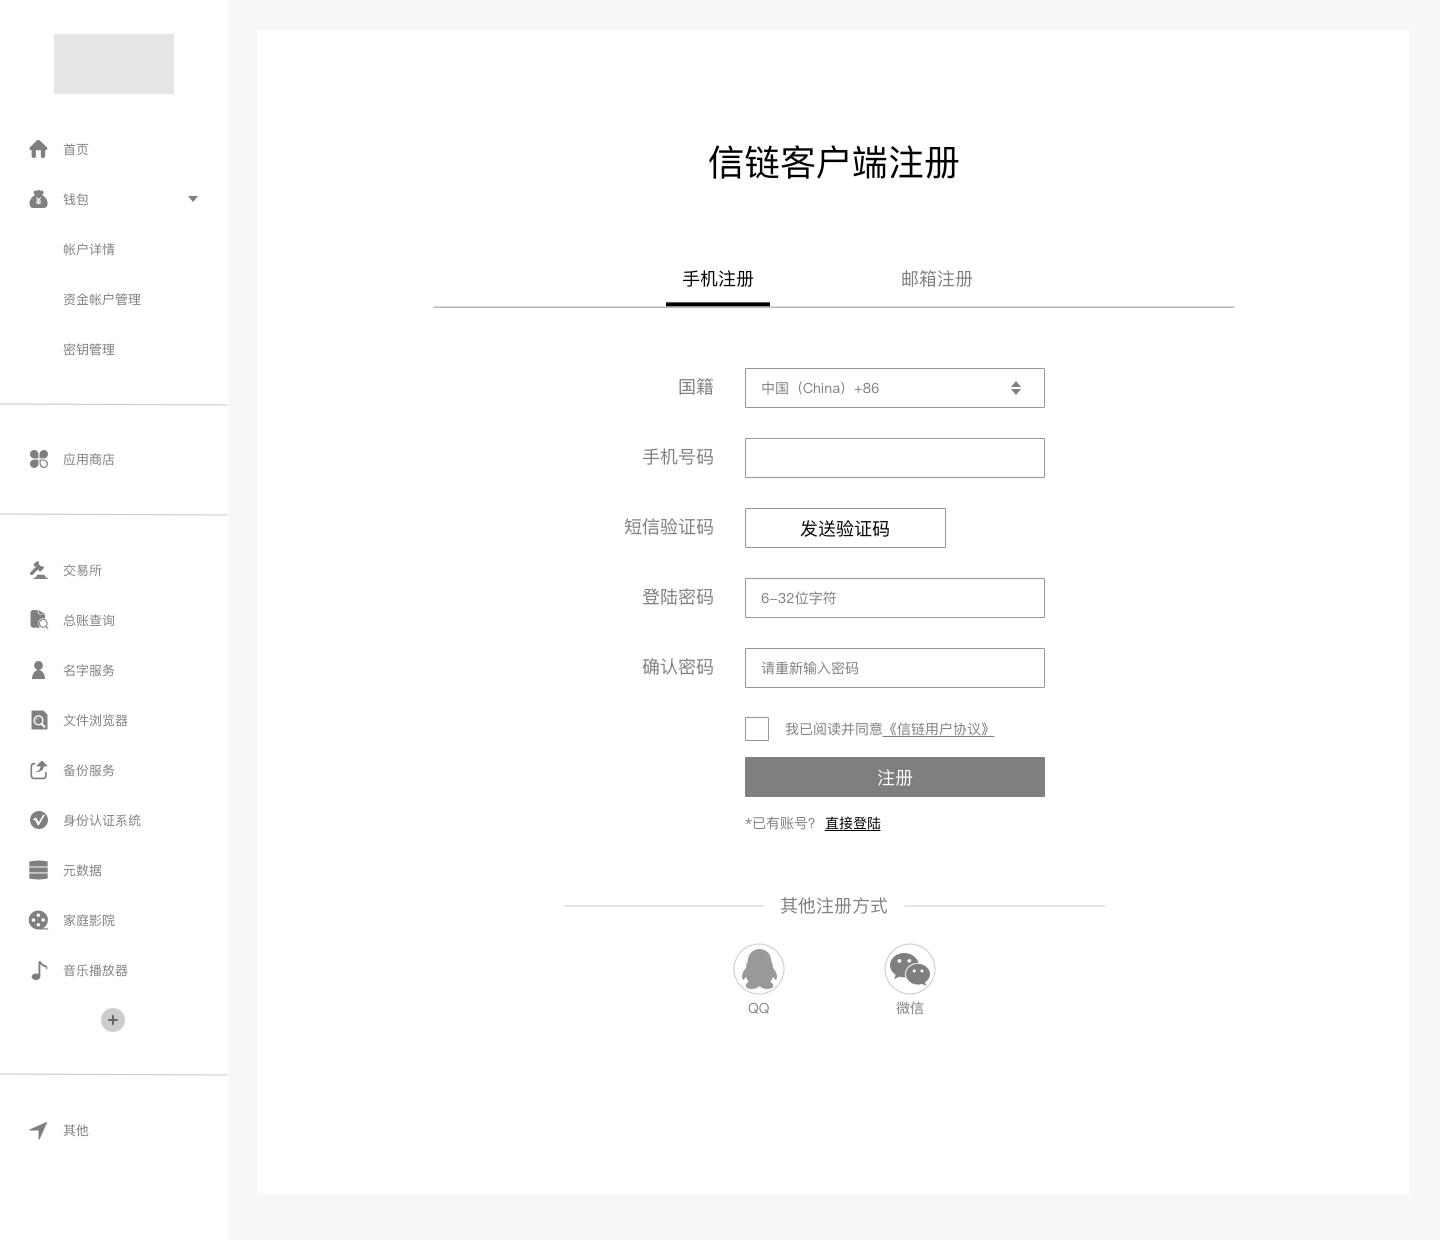 首页
钱包
帐户详情
资金帐户管理
密钥管理
应用商店
交易所
总账查询
名字服务
文件浏览器
备份服务
身份认证系统
元数据
家庭影院
音乐播放器
其他
信链客户端注册
手机注册 邮箱注册
国籍 中国（China）+86
手机号码
短信验证码 发送验证码
登陆密码 6-32位字符
确认密码 请重新输入密码
我已阅读并同意《信链用户协议》
注册
*已有账号？ 直接登陆
其他注册方式
QQ 微信